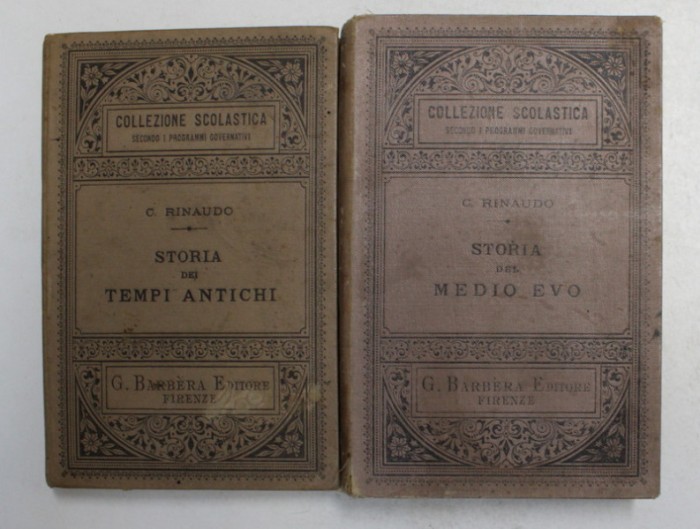 COLLEZIONE SCOLASTICA
SECONDO I PROGRAMMI GOVERNATIVI
C. RINAUDO
STORIA
DEI
TEMPI ANTICHI
G. BARBÈRA EDITORE
FIRENZE
COLLEZIONE SCOLASTICA
SECONDO I PROGRAMMI GOVERNATIVI
C. RINAUDO
STORIA
DEL
MEDIO EVO
G. BARBÈRA EDITORE
FIRENZE